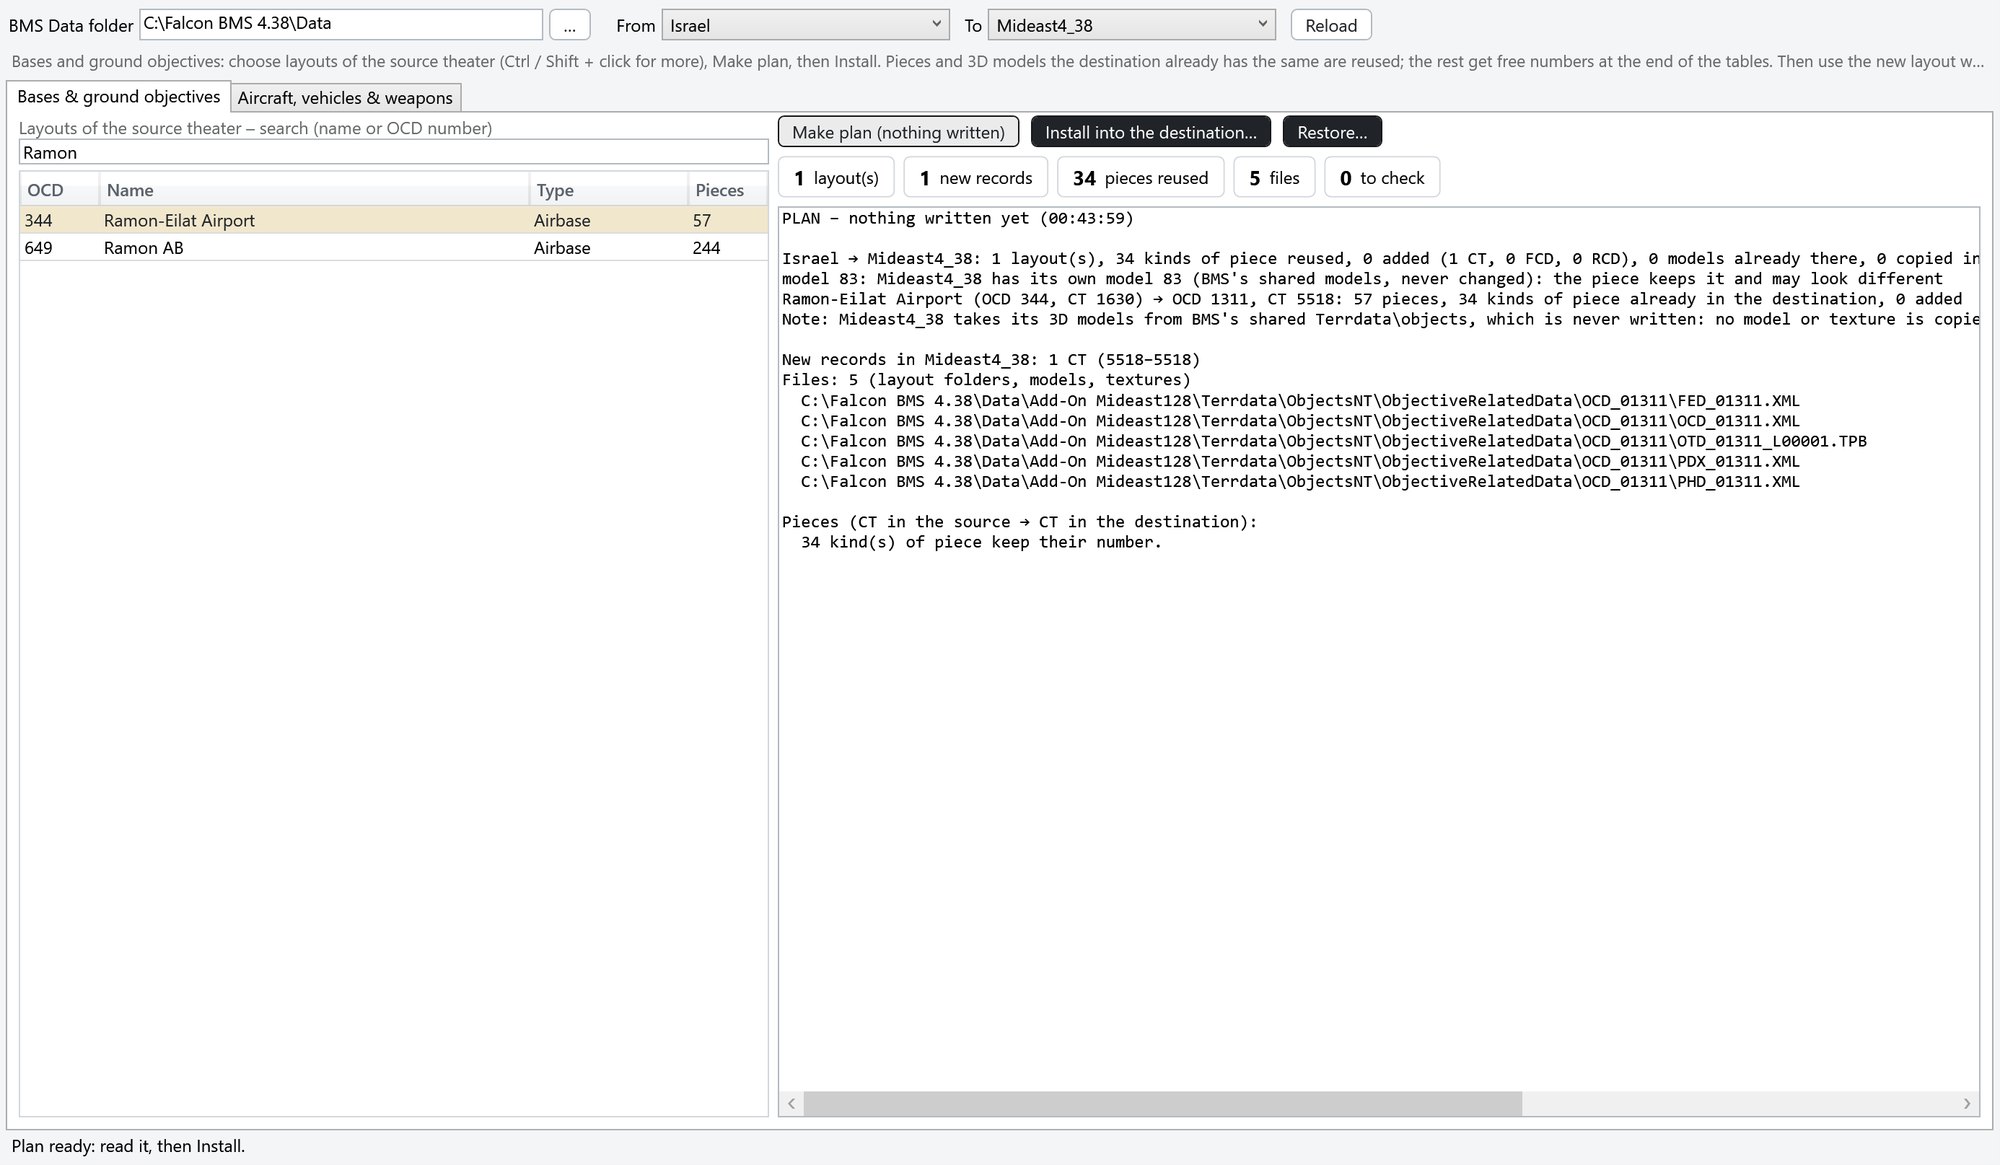 BMS Data folder C:\Falcon BMS 4.38\Data ... From Israel To Mideast4_38 Reload
Bases and ground objectives: choose layouts of the source theater (Ctrl / Shift + click for more), Make plan, then Install. Pieces and 3D models the destination already has the same are reused; the rest get free numbers at the end of the tables. Then use the new layout w...
Bases & ground objectives Aircraft, vehicles & weapons
Layouts of the source theater – search (name or OCD number)
Ramon
OCD Name Type Pieces
344 Ramon-Eilat Airport Airbase 57
649 Ramon AB Airbase 244
Make plan (nothing written) Install into the destination... Restore...
1 layout(s) 1 new records 34 pieces reused 5 files 0 to check
PLAN – nothing written yet (00:43:59)
Israel → Mideast4_38: 1 layout(s), 34 kinds of piece reused, 0 added (1 CT, 0 FCD, 0 RCD), 0 models already there, 0 copied in
model 83: Mideast4_38 has its own model 83 (BMS's shared models, never changed): the piece keeps it and may look different
Ramon-Eilat Airport (OCD 344, CT 1630) → OCD 1311, CT 5518: 57 pieces, 34 kinds of piece already in the destination, 0 added
Note: Mideast4_38 takes its 3D models from BMS's shared Terrdata\objects, which is never written: no model or texture is copie
New records in Mideast4_38: 1 CT (5518–5518)
Files: 5 (layout folders, models, textures)
C:\Falcon BMS 4.38\Data\Add-On Mideast128\Terrdata\ObjectsNT\ObjectiveRelatedData\OCD_01311\FED_01311.XML
C:\Falcon BMS 4.38\Data\Add-On Mideast128\Terrdata\ObjectsNT\ObjectiveRelatedData\OCD_01311\OCD_01311.XML
C:\Falcon BMS 4.38\Data\Add-On Mideast128\Terrdata\ObjectsNT\ObjectiveRelatedData\OCD_01311\OTD_01311_L00001.TPB
C:\Falcon BMS 4.38\Data\Add-On Mideast128\Terrdata\ObjectsNT\ObjectiveRelatedData\OCD_01311\PDX_01311.XML
C:\Falcon BMS 4.38\Data\Add-On Mideast128\Terrdata\ObjectsNT\ObjectiveRelatedData\OCD_01311\PHD_01311.XML
Pieces (CT in the source → CT in the destination):
34 kind(s) of piece keep their number.
Plan ready: read it, then Install.